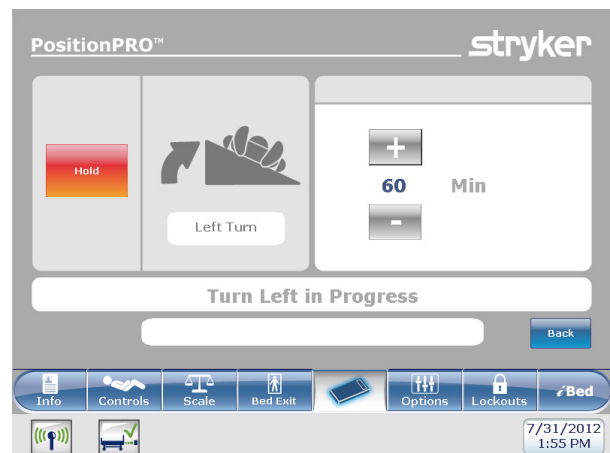 PositionPRO™
stryker
Hold
Left Turn
+
60 Min
-
Turn Left in Progress
Back
Info
Controls
Scale
Bed Exit
Options
Lockouts
iBed
7/31/2012
1:55 PM